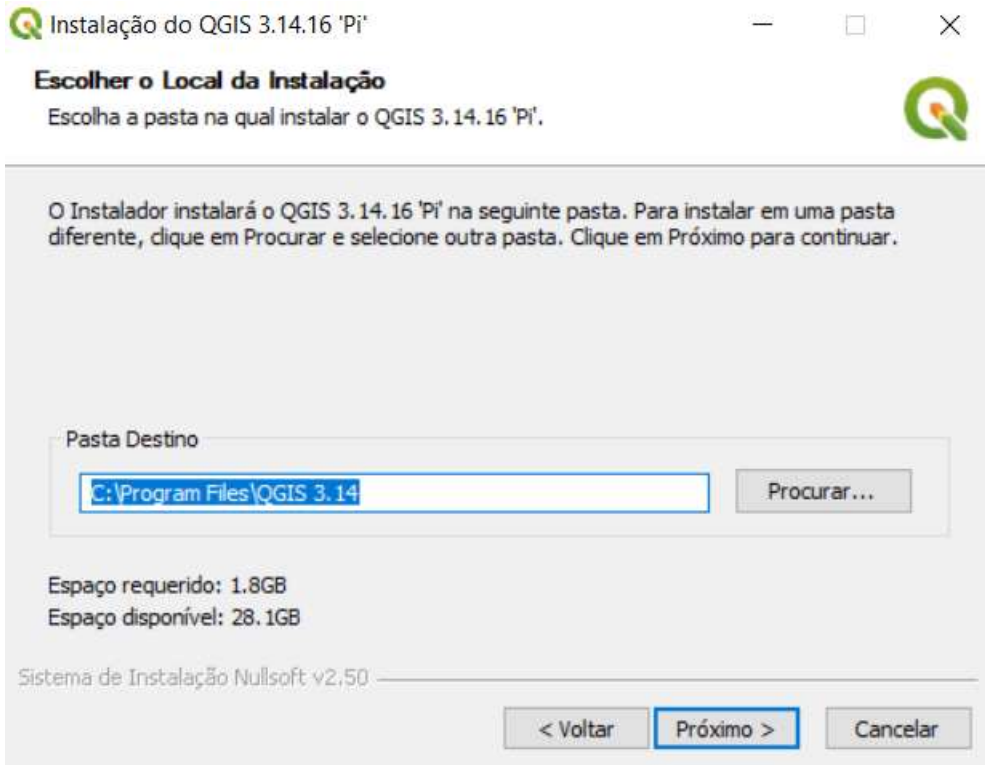 Instalação do QGIS 3.14.16 'Pi'
Escolher o Local da Instalação
Escolha a pasta na qual instalar o QGIS 3.14.16 'Pi'.
O Instalador instalará o QGIS 3.14.16 'Pi' na seguinte pasta. Para instalar em uma pasta
diferente, clique em Procurar e selecione outra pasta. Clique em Próximo para continuar.
Pasta Destino
C:\Program Files\QGIS 3.14
Procurar...
Espaço requerido: 1.8GB
Espaço disponível: 28.1GB
Sistema de Instalação Nullsoft v2.50
< Voltar
Próximo >
Cancelar